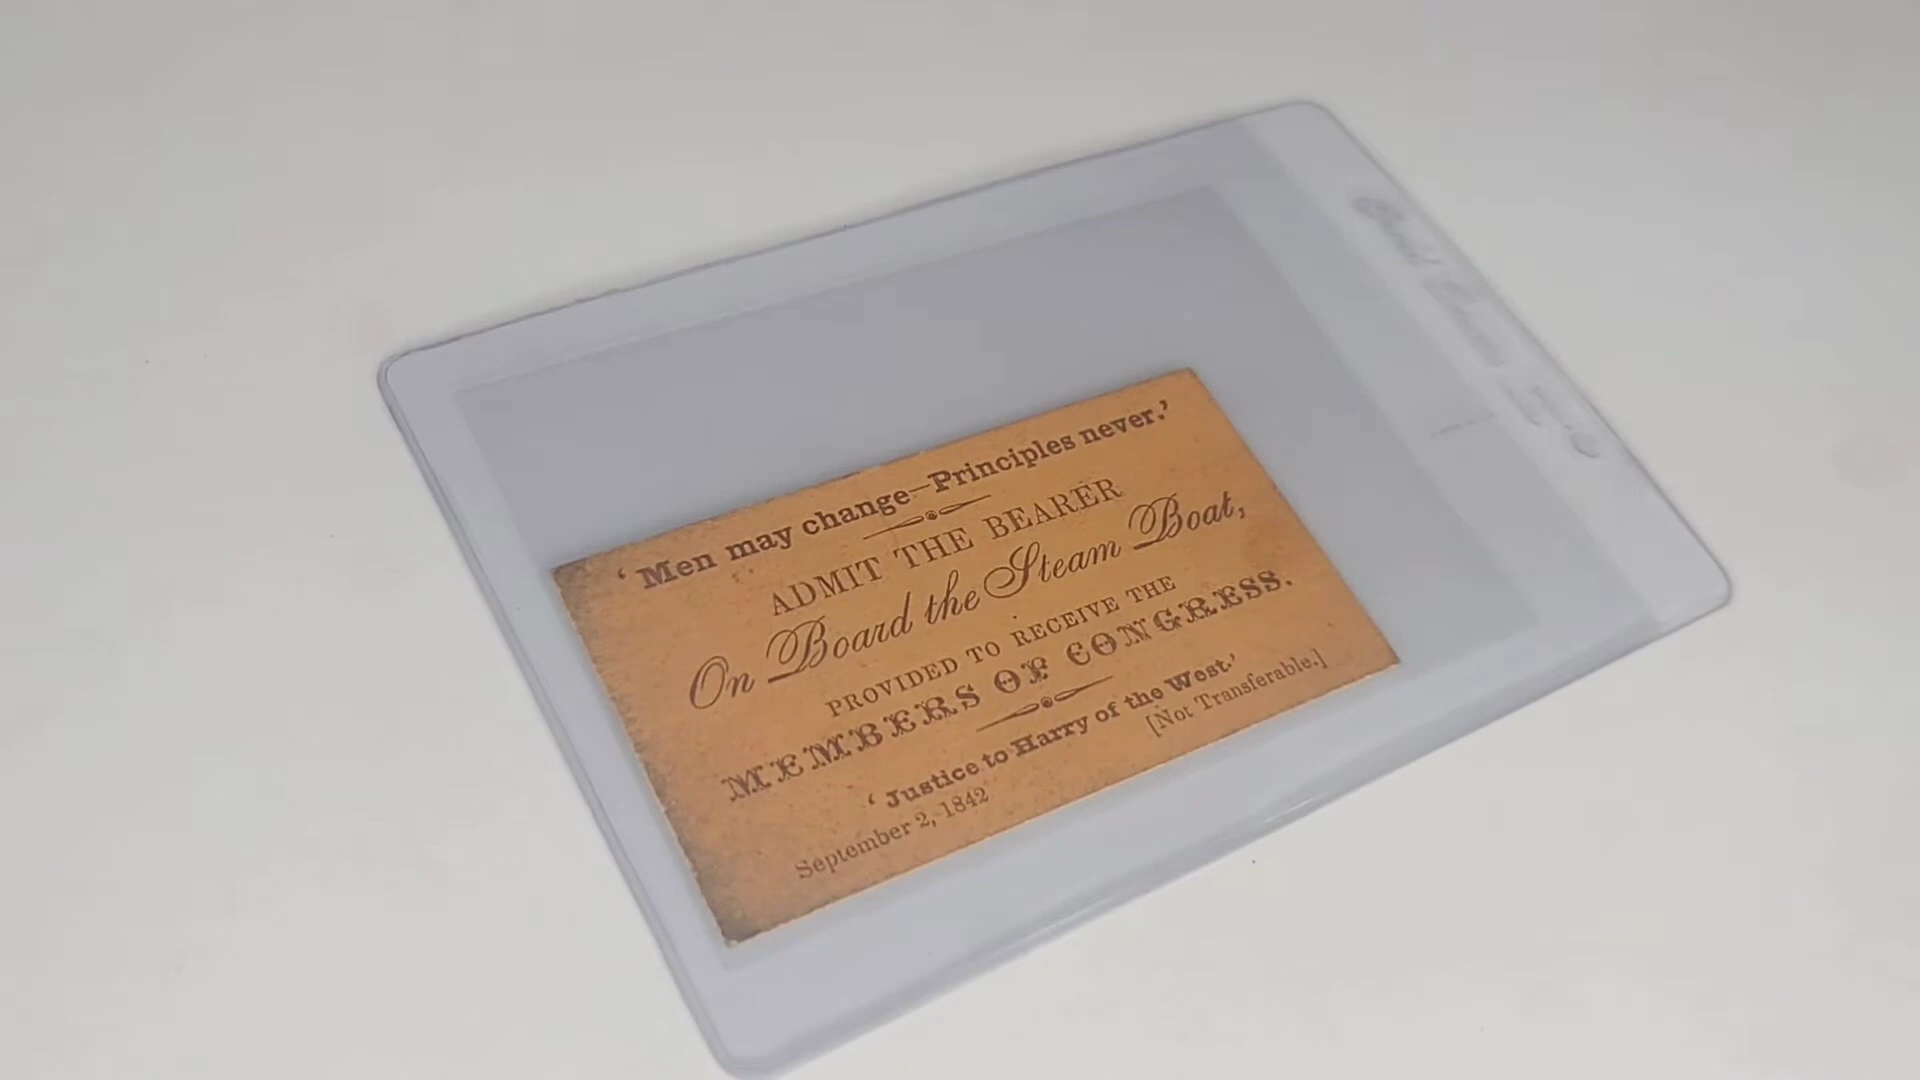 ‘Men may change—Principles never.’
ADMIT THE BEARER
On Board the Steam Boat,
PROVIDED TO RECEIVE THE
MEMBERS OF CONGRESS.
‘Justice to Harry of the West.’
[Not Transferable.]
September 2, 1842